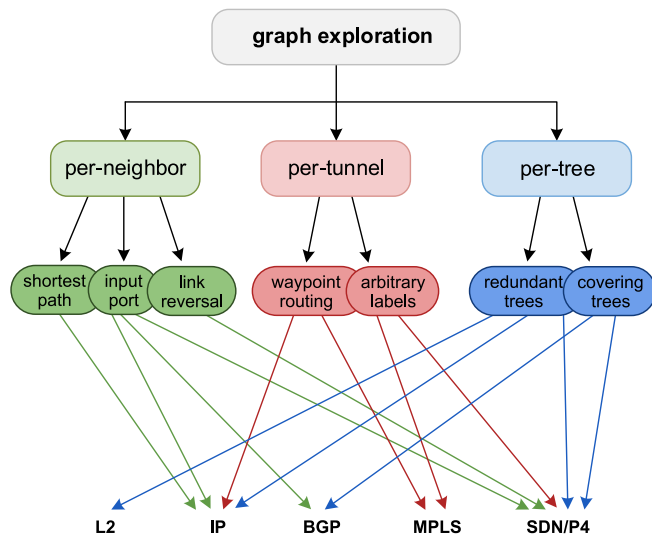 graph exploration
per-neighbor
per-tunnel
per-tree
shortest
path
input
port
link
reversal
waypoint
routing
arbitrary
labels
redundant
trees
covering
trees
L2
IP
BGP
MPLS
SDN/P4